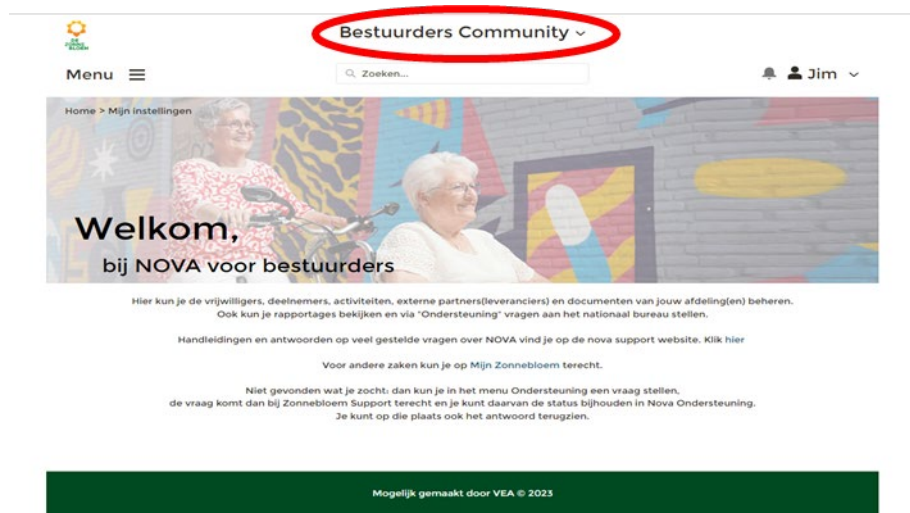 DE
ZONNE
BLOEM
Bestuurders Community
Menu
Zoeken...
Jim
Home > Mijn instellingen
Welkom,
bij NOVA voor bestuurders
Hier kun je de vrijwilligers, deelnemers, activiteiten, externe partners(leveranciers) en documenten van jouw afdeling(en) beheren.
Ook kun je rapportages bekijken en via "Ondersteuning" vragen aan het nationaal bureau stellen.
Handleidingen en antwoorden op veel gestelde vragen over NOVA vind je op de nova support website. Klik hier
Voor andere zaken kun je op Mijn Zonnebloem terecht.
Niet gevonden wat je zocht: dan kun je in het menu Ondersteuning een vraag stellen,
de vraag komt dan bij Zonnebloem Support terecht en je kunt daarvan de status bijhouden in Nova Ondersteuning.
Je kunt op die plaats ook het antwoord terugzien.
Mogelijk gemaakt door VEA © 2023